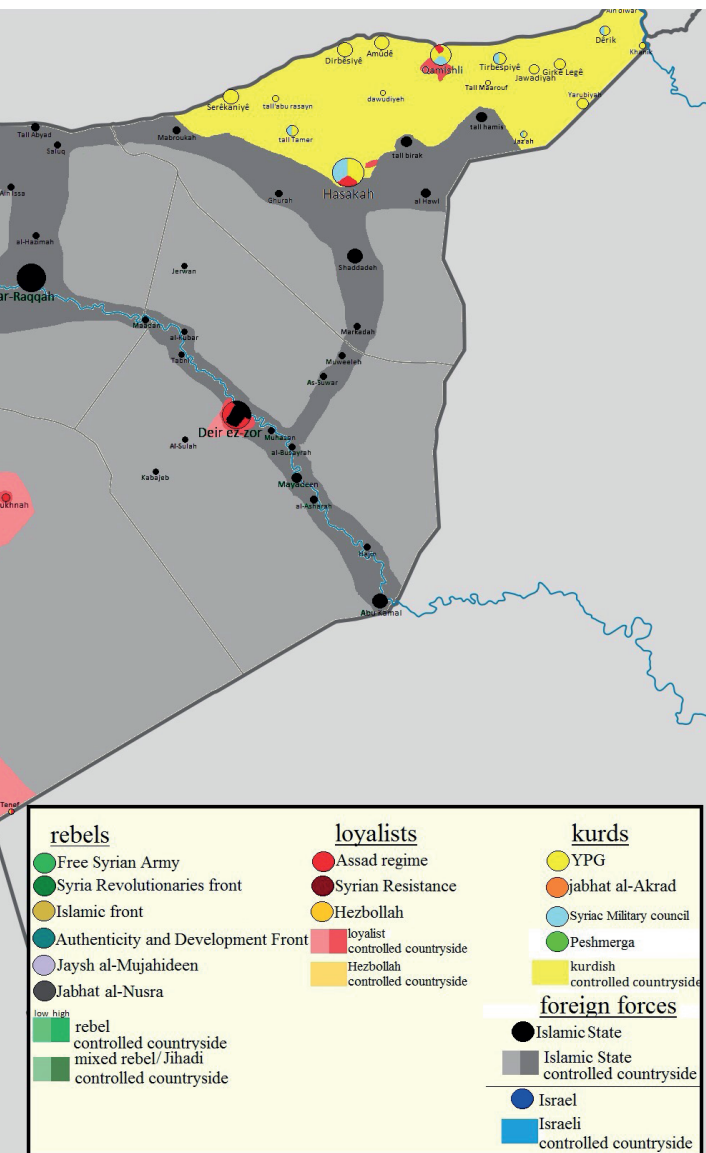 Ain diwar
Dêrik
Khanik
Amûdê
Dirbêsiyê
Qamishli
Tirbespiyê
Jawadiyah
Girkê Legê
Tall Maarouf
Yarubiyah
dawudiyeh
Serêkaniyê
tall'abu rasayn
tall Tamer
tall hamis
Jaz'ah
Mabroukah
tall birak
Tall Abyad
Saluq
Hasakah
Ain Issa
Ghurah
al Hawl
al-Hazimah
Jerwan
Shaddadeh
ar-Raqqah
Maadan
al-Kubar
Tabni
Markadah
Muweeleh
As-Suwar
Deir ez-zor
Muhasan
Al-Sulah
al-Busayrah
Kabajeb
Mayadeen
al-Asharah
ukhnah
Hajin
Abu Kamal
Tenef
rebels
Free Syrian Army
Syria Revolutionaries front
Islamic front
Authenticity and Development Front
Jaysh al-Mujahideen
Jabhat al-Nusra
low high
rebel
controlled countryside
mixed rebel/Jihadi
controlled countryside
loyalists
Assad regime
Syrian Resistance
Hezbollah
loyalist
controlled countryside
Hezbollah
controlled countryside
kurds
YPG
jabhat al-Akrad
Syriac Military council
Peshmerga
kurdish
controlled countryside
foreign forces
Islamic State
Islamic State
controlled countryside
Israel
Israeli
controlled countryside